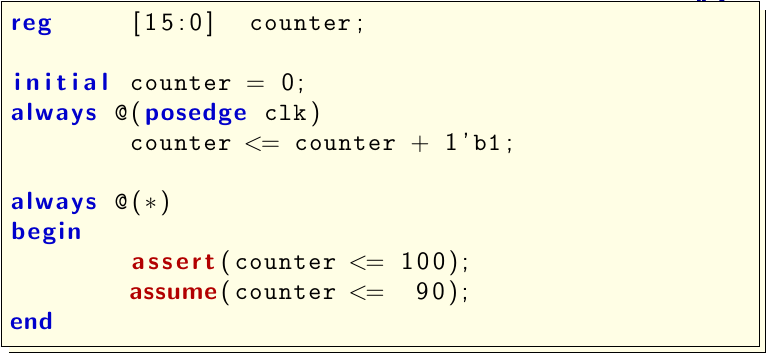 reg [15:0] counter;
initial counter = 0;
always @(posedge clk)
counter <= counter + 1'b1;
always @(*)
begin
assert(counter <= 100);
assume(counter <= 90);
end